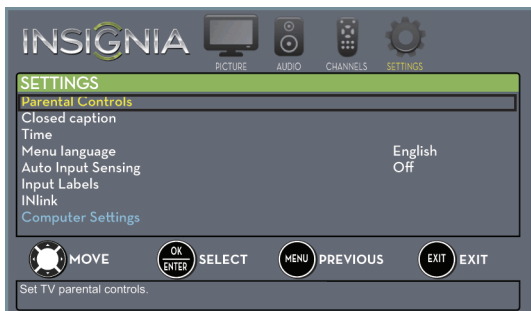 INSIGNIA
PICTURE AUDIO CHANNELS SETTINGS
SETTINGS
Parental Controls
Closed caption
Time
Menu language English
Auto Input Sensing Off
Input Labels
INlink
Computer Settings
MOVE OK ENTER SELECT MENU PREVIOUS EXIT EXIT
Set TV parental controls.